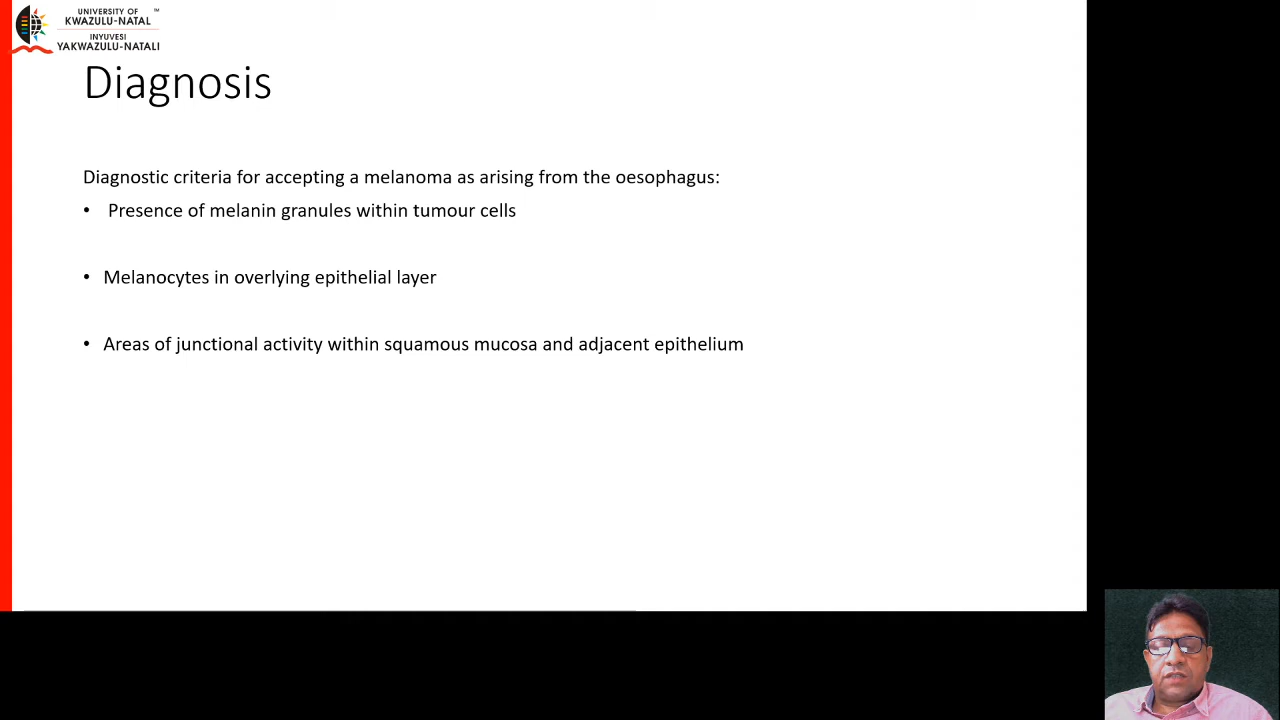 UNIVERSITY OF ™
KWAZULU-NATAL
INYUVESI
YAKWAZULU-NATALI
Diagnosis
Diagnostic criteria for accepting a melanoma as arising from the oesophagus:
• Presence of melanin granules within tumour cells
• Melanocytes in overlying epithelial layer
• Areas of junctional activity within squamous mucosa and adjacent epithelium